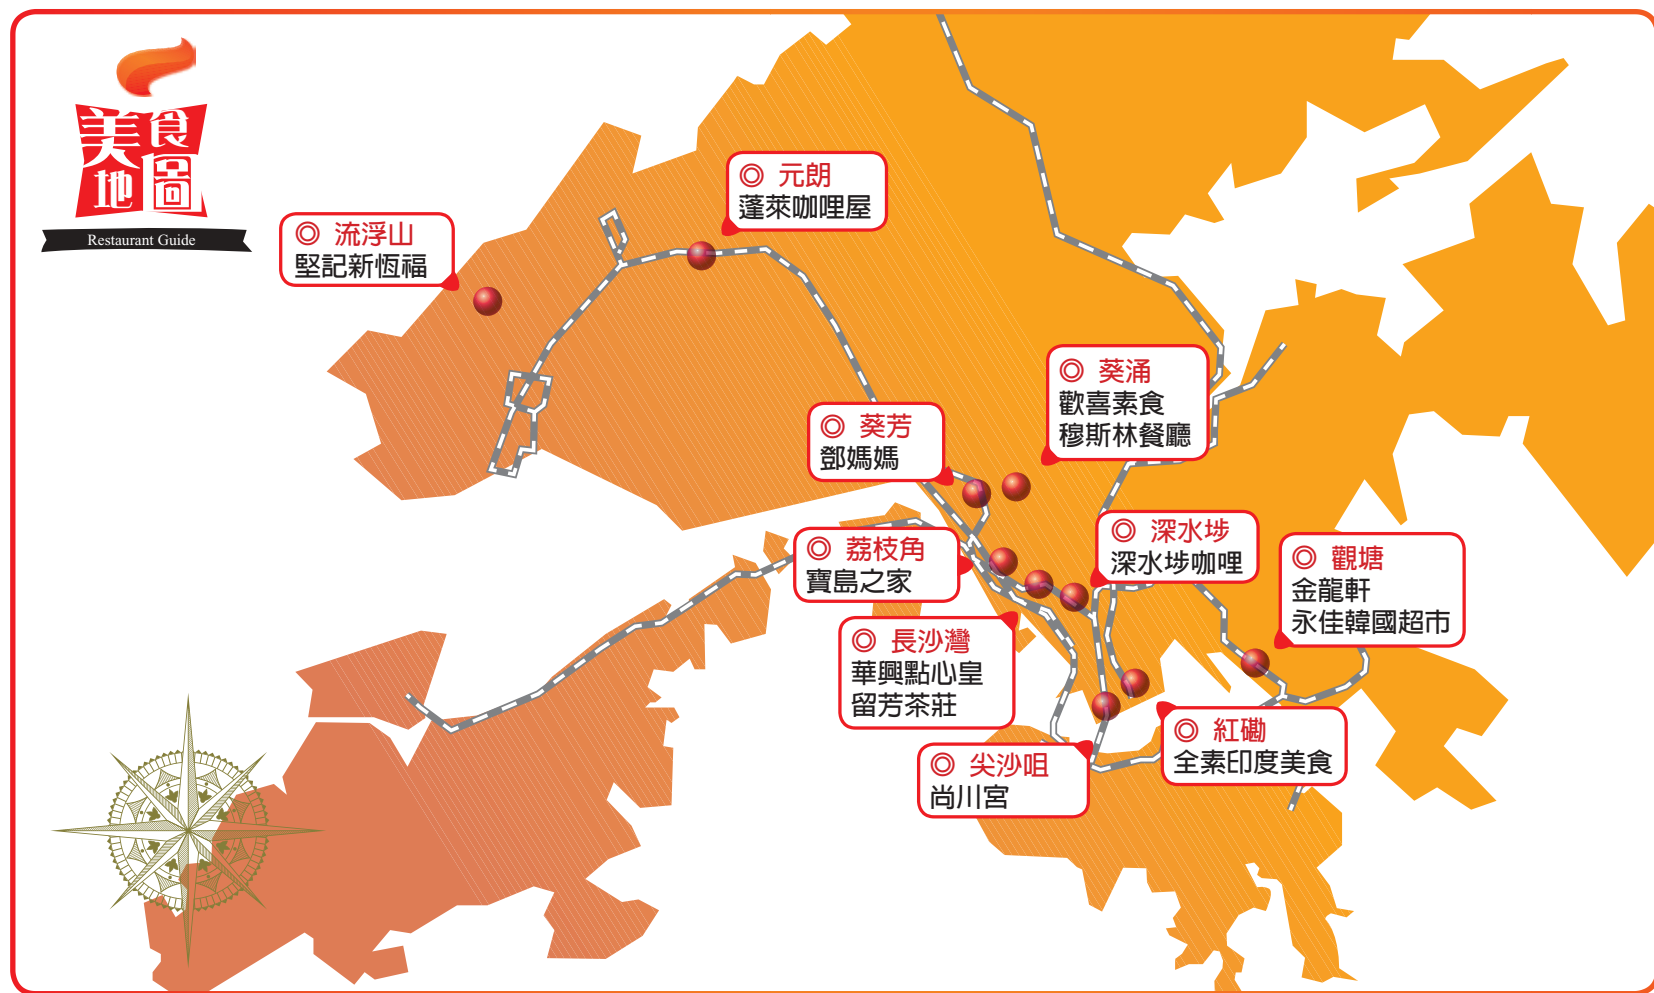 美食
地圖
Restaurant Guide
◎ 元朗
蓬萊咖哩屋
◎ 流浮山
堅記新恆福
◎ 葵涌
歡喜素食
穆斯林餐廳
◎ 葵芳
鄧媽媽
◎ 深水埗
深水埗咖哩
◎ 荔枝角
寶島之家
◎ 觀塘
金龍軒
永佳韓國超市
◎ 長沙灣
華興點心皇
留芳茶莊
◎ 紅磡
全素印度美食
◎ 尖沙咀
尚川宮